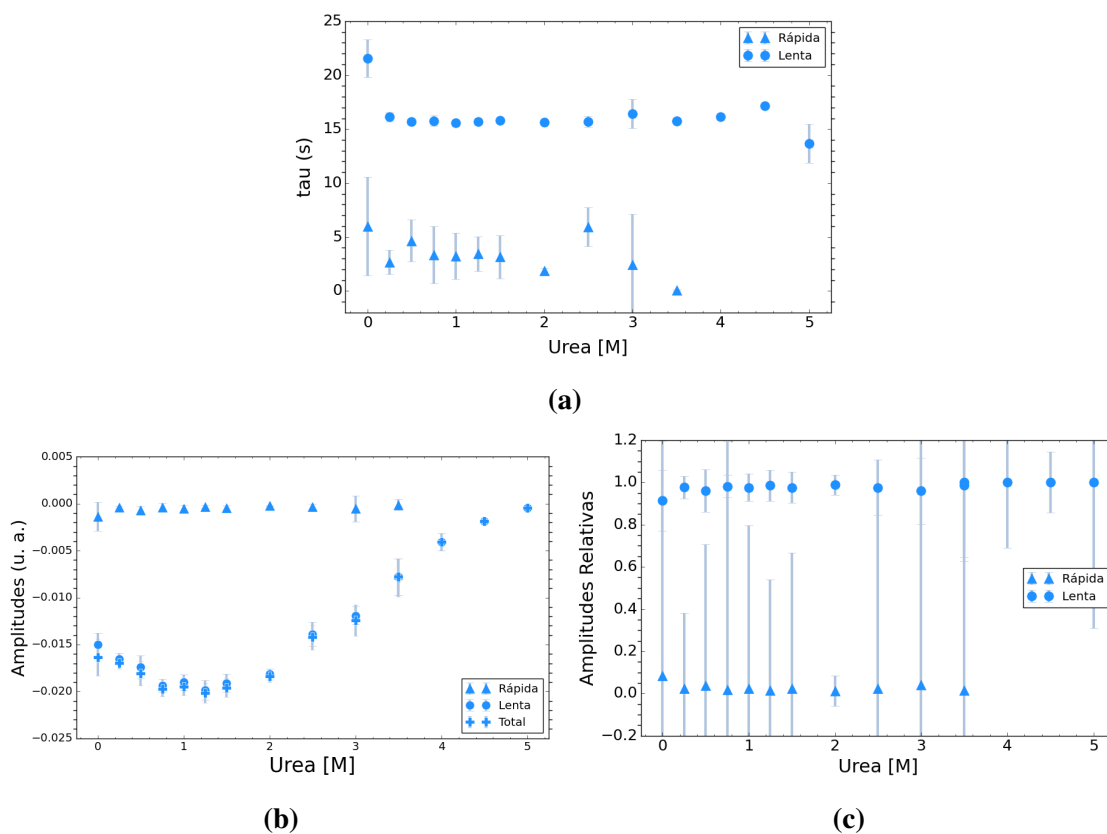 25
20
15
10
5
0
tau (s)
Rápida
Lenta
0 1 2 3 4 5
Urea [M]
(a)
0.005
0.000
−0.005
−0.010
−0.015
−0.020
−0.025
Amplitudes (u. a.)
Rápida
Lenta
Total
0 1 2 3 4 5
Urea [M]
(b)
1.2
1.0
0.8
0.6
0.4
0.2
0.0
−0.2
Amplitudes Relativas
Rápida
Lenta
0 1 2 3 4 5
Urea [M]
(c)